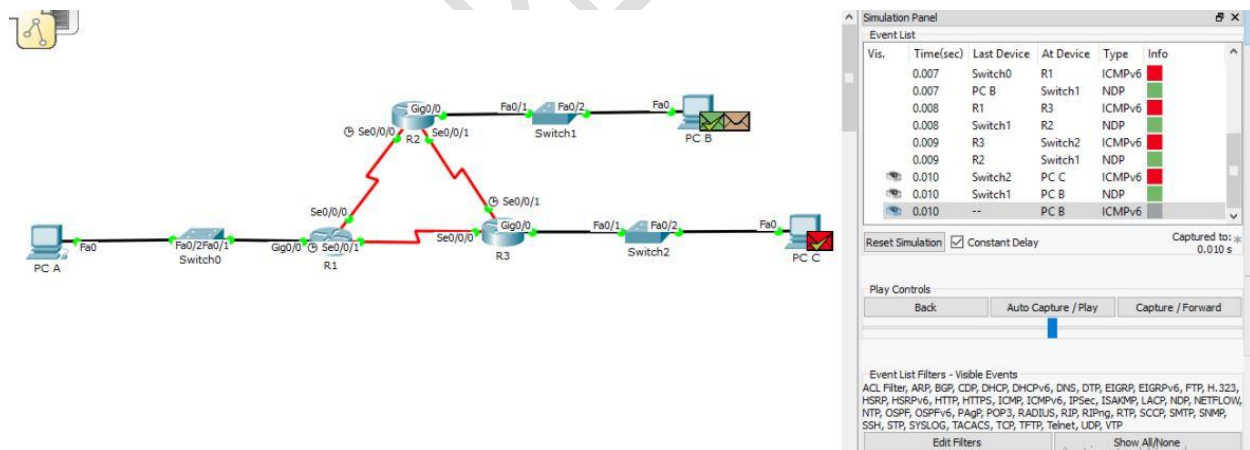 Gig0/0
Fa0/1
Fa0/2
Fa0
Se0/0/0
R2
Se0/0/1
Switch1
PC B
Se0/0/0
Se0/0/1
Fa0
Fa0/2
Fa0/1
Gig0/0
Se0/0/1
Se0/0/0
Gig0/0
Fa0/1
Fa0/2
Fa0
PC A
Switch0
R1
R3
Switch2
PC C
Simulation Panel
Event List
Vis. Time(sec) Last Device At Device Type Info
0.007 Switch0 R1 ICMPv6
0.007 PC B Switch1 NDP
0.008 R1 R3 ICMPv6
0.008 Switch1 R2 NDP
0.009 R3 Switch2 ICMPv6
0.009 R2 Switch1 NDP
0.010 Switch2 PC C ICMPv6
0.010 Switch1 PC B NDP
0.010 -- PC B ICMPv6
Reset Simulation Constant Delay Captured to: *
0.010 s
Play Controls
Back Auto Capture / Play Capture / Forward
Event List Filters - Visible Events
ACL Filter, ARP, BGP, CDP, DHCP, DHCPv6, DNS, DTP, EIGRP, EIGRPv6, FTP, H.323,
HSRP, HSRPv6, HTTP, HTTPS, ICMP, ICMPv6, IPSec, ISAKMP, LACP, NDP, NETFLOW,
NTP, OSPF, OSPFv6, PAgP, POP3, RADIUS, RIP, RIPng, RTP, SCCP, SMTP, SNMP,
SSH, STP, SYSLOG, TACACS, TCP, TFTP, Telnet, UDP, VTP
Edit Filters Show All/None